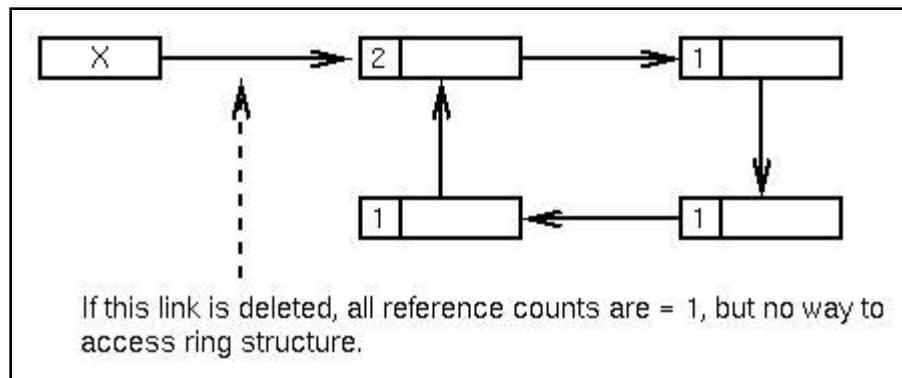 X
2
1
1
1
If this link is deleted, all reference counts are = 1, but no way to
access ring structure.